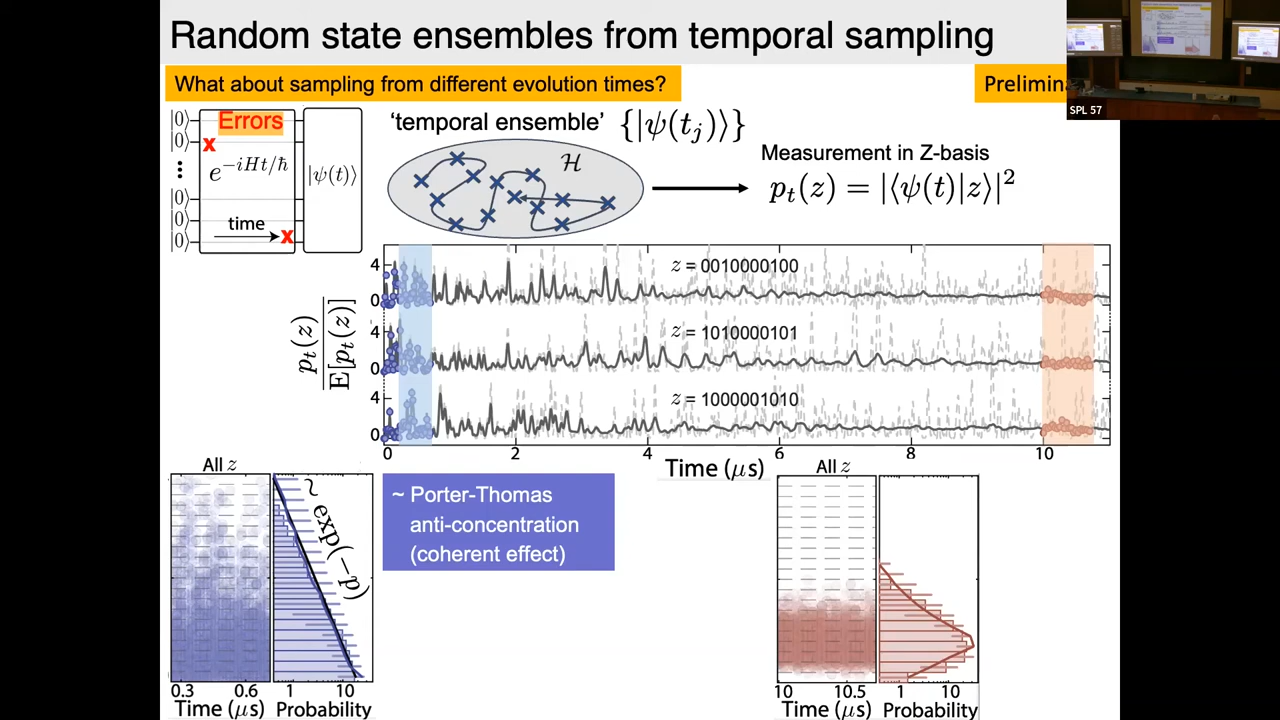 Random state ensembles from temporal sampling
What about sampling from different evolution times?
Prelimin
SPL 57
|0⟩
|0⟩
⋮
|0⟩
|0⟩
|0⟩
Errors
x
e^{-iHt/ħ}
time
x
|ψ(t)⟩
‘temporal ensemble’ {|ψ(t_j)⟩}
ℋ
Measurement in Z-basis
p_t(z) = |⟨ψ(t)|z⟩|^2
p_t(z)
E[p_t(z)]
4
0
z = 0010000100
4
0
z = 1010000101
4
0
z = 1000001010
0 2 4 6 8 10
Time (μs)
All z
~ exp(−p)
0.3 0.6 1 10
Time (μs) Probability
~ Porter-Thomas
anti-concentration
(coherent effect)
All z
10 10.5 1 10
Time (μs) Probability